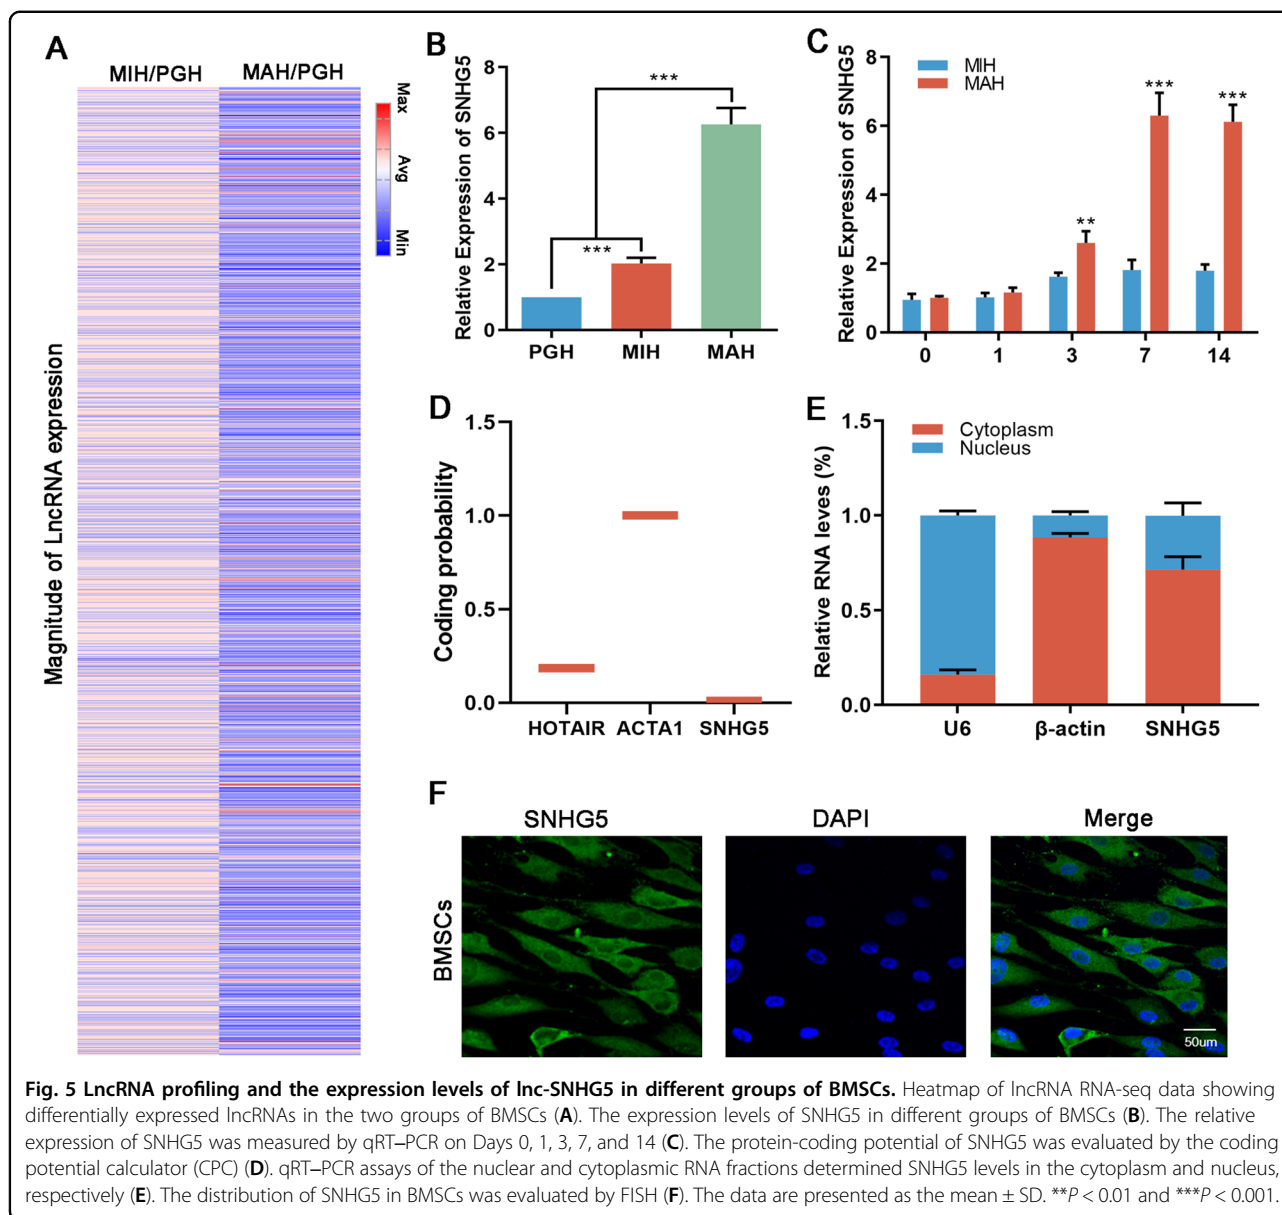 A
MIH/PGH MAH/PGH
Max
Avg
Min
Magnitude of LncRNA expression
B
Relative Expression of SNHG5
8
6
4
2
0
***
***
PGH MIH MAH
C
Relative Expression of SNHG5
8
6
4
2
0
MIH
MAH
**
***
***
0 1 3 7 14
D
Coding probability
1.5
1.0
0.5
0.0
HOTAIR ACTA1 SNHG5
E
Relative RNA leves (%)
1.5
1.0
0.5
0.0
Cytoplasm
Nucleus
U6 β-actin SNHG5
F
SNHG5 DAPI Merge
BMSCs
50um
Fig. 5 LncRNA profiling and the expression levels of lnc-SNHG5 in different groups of BMSCs. Heatmap of lncRNA RNA-seq data showing
differentially expressed lncRNAs in the two groups of BMSCs (A). The expression levels of SNHG5 in different groups of BMSCs (B). The relative
expression of SNHG5 was measured by qRT–PCR on Days 0, 1, 3, 7, and 14 (C). The protein-coding potential of SNHG5 was evaluated by the coding
potential calculator (CPC) (D). qRT–PCR assays of the nuclear and cytoplasmic RNA fractions determined SNHG5 levels in the cytoplasm and nucleus,
respectively (E). The distribution of SNHG5 in BMSCs was evaluated by FISH (F). The data are presented as the mean ± SD. **P < 0.01 and ***P < 0.001.